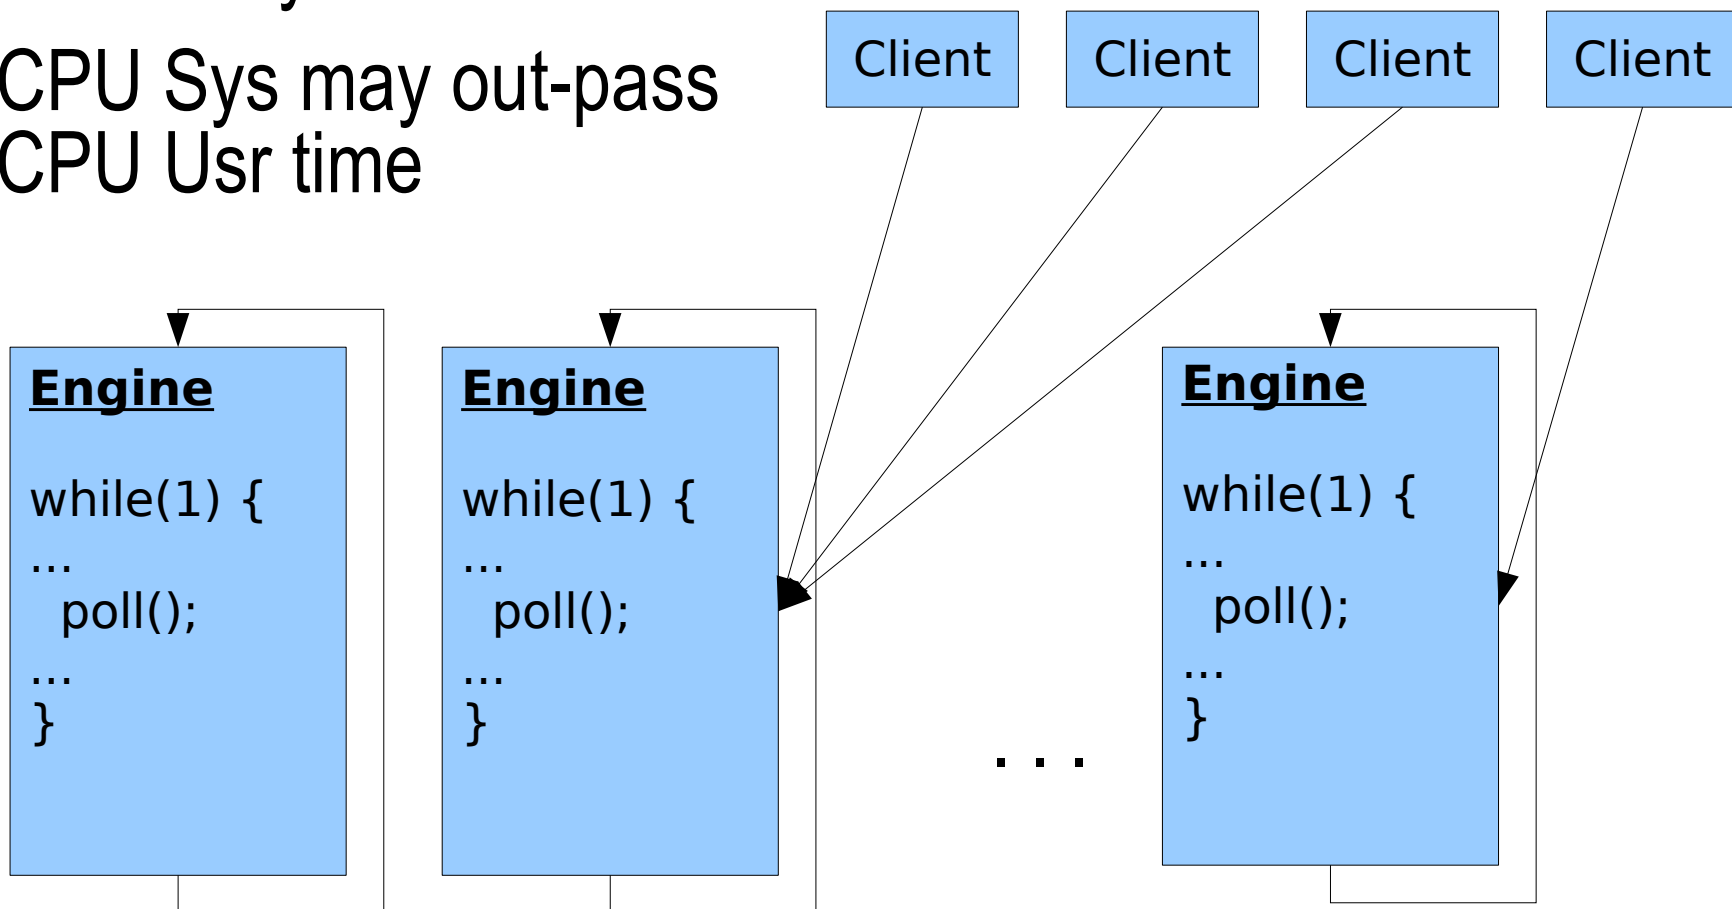 CPU Sys may out-pass
CPU Usr time
Client
Client
Client
Client
Engine
while(1) {
...
poll();
...
}
Engine
while(1) {
...
poll();
...
}
. . .
Engine
while(1) {
...
poll();
...
}